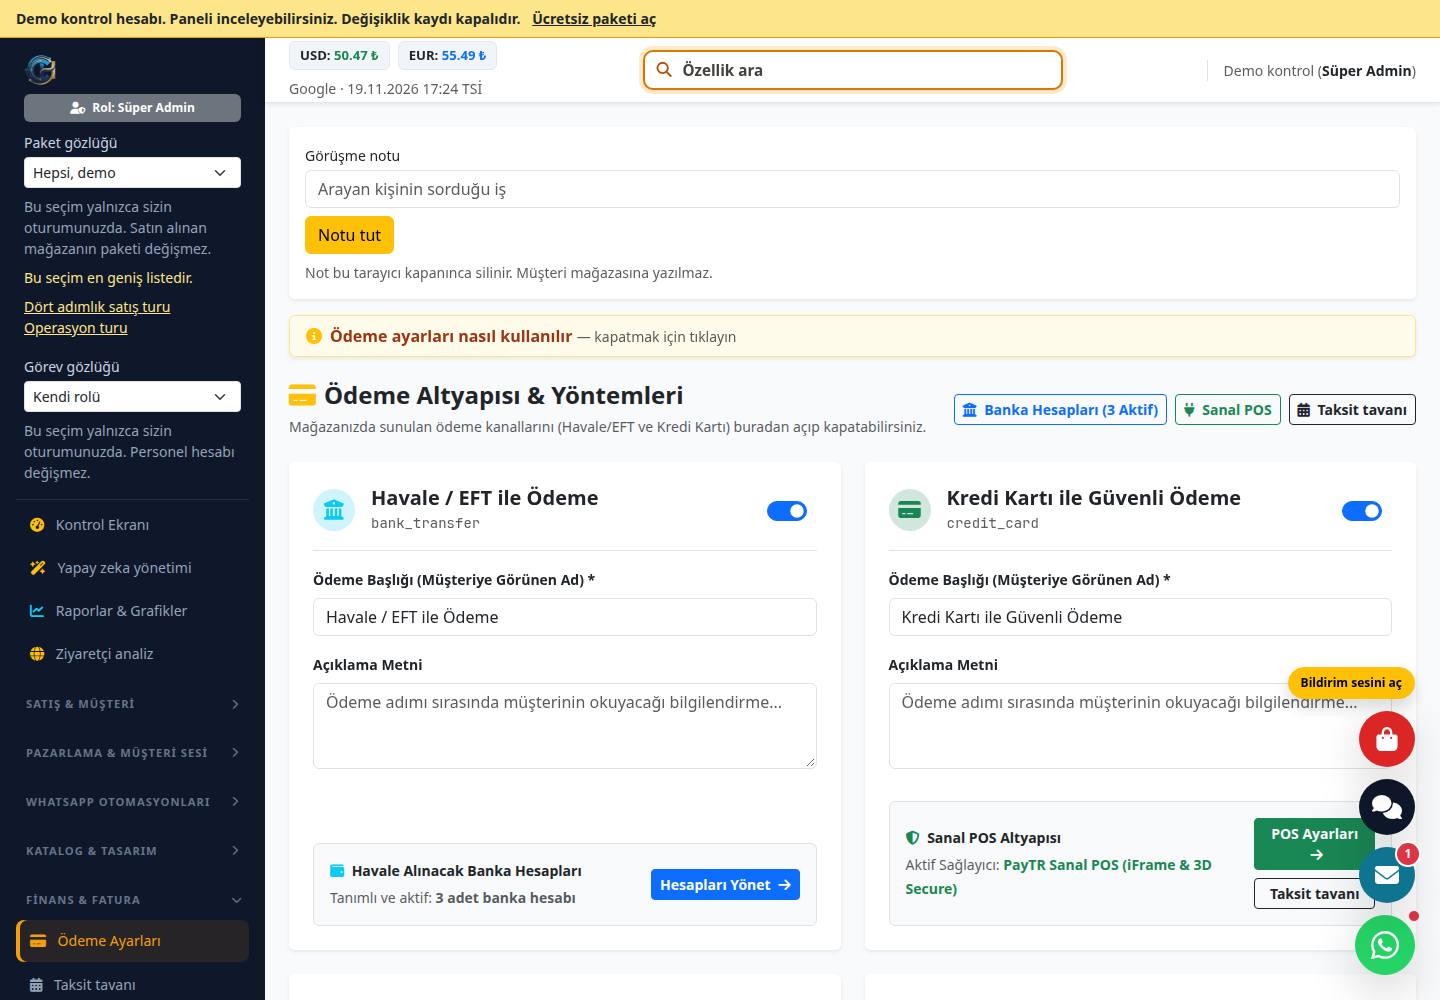 Demo kontrol hesabı. Paneli inceleyebilirsiniz. Değişiklik kaydı kapalıdır. Ücretsiz paketi aç
USD: 50.47 ₺ EUR: 55.49 ₺
Google · 19.11.2026 17:24 TSİ
Özellik ara
Demo kontrol (Süper Admin)
Rol: Süper Admin
Paket gözlüğü
Hepsi, demo
Bu seçim yalnızca sizin
oturumunuzda. Satın alınan
mağazanın paketi değişmez.
Bu seçim en geniş listedir.
Dört adımlık satış turu
Operasyon turu
Görev gözlüğü
Kendi rolü
Bu seçim yalnızca sizin
oturumunuzda. Personel hesabı
değişmez.
Kontrol Ekranı
Yapay zeka yönetimi
Raporlar & Grafikler
Ziyaretçi analiz
SATIŞ & MÜŞTERİ
PAZARLAMA & MÜŞTERİ SESİ
WHATSAPP OTOMASYONLARI
KATALOG & TASARIM
FİNANS & FATURA
Ödeme Ayarları
Taksit tavanı
Görüşme notu
Arayan kişinin sorduğu iş
Notu tut
Not bu tarayıcı kapanınca silinir. Müşteri mağazasına yazılmaz.
Ödeme ayarları nasıl kullanılır — kapatmak için tıklayın
Ödeme Altyapısı & Yöntemleri
Mağazanızda sunulan ödeme kanallarını (Havale/EFT ve Kredi Kartı) buradan açıp kapatabilirsiniz.
Banka Hesapları (3 Aktif) Sanal POS Taksit tavanı
Havale / EFT ile Ödeme
bank_transfer
Ödeme Başlığı (Müşteriye Görünen Ad) *
Havale / EFT ile Ödeme
Açıklama Metni
Ödeme adımı sırasında müşterinin okuyacağı bilgilendirme...
Havale Alınacak Banka Hesapları
Tanımlı ve aktif: 3 adet banka hesabı
Hesapları Yönet →
Kredi Kartı ile Güvenli Ödeme
credit_card
Ödeme Başlığı (Müşteriye Görünen Ad) *
Kredi Kartı ile Güvenli Ödeme
Açıklama Metni
Ödeme adımı sırasında müşterinin okuyacağı bilgilendirme...
Bildirim sesini aç
Sanal POS Altyapısı
Aktif Sağlayıcı: PayTR Sanal POS (iFrame & 3D
Secure)
POS Ayarları
→
Taksit tavanı
1